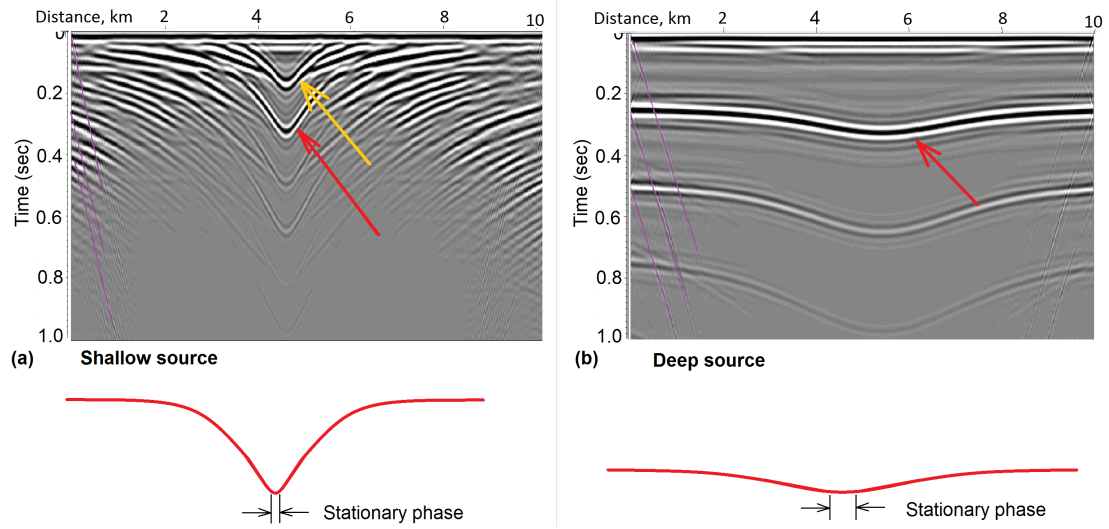 Distance, km 2 4 6 8 10
0
0.2
0.4
0.6
0.8
1.0
Time (sec)
(a) Shallow source
Stationary phase
Distance, km 2 4 6 8 10
0
0.2
0.4
0.6
0.8
1.0
Time (sec)
(b) Deep source
Stationary phase